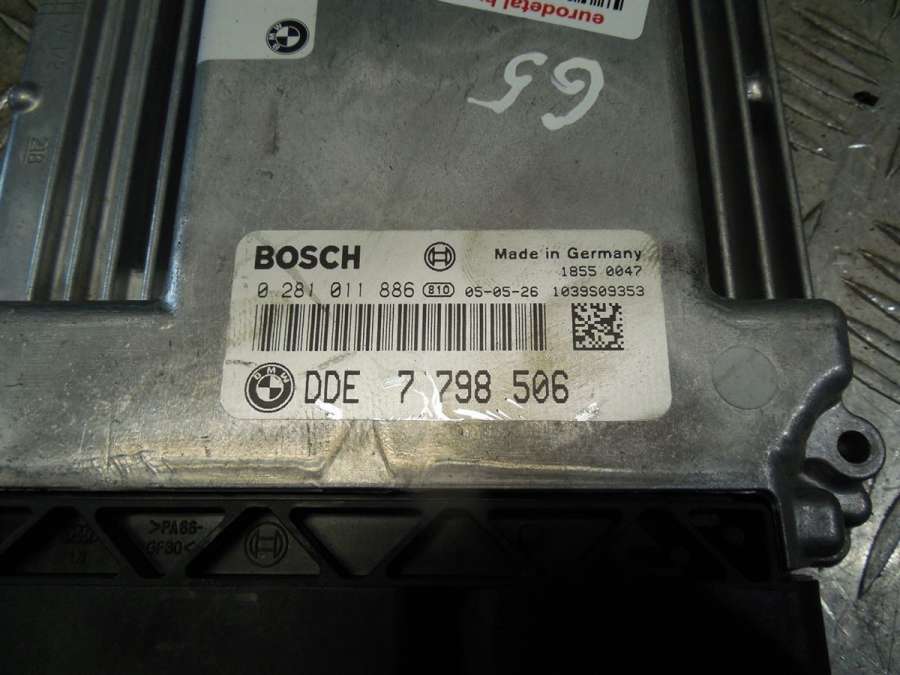 eurodetal
G5
BOSCH Made in Germany
1855 0047
0 281 011 886 810 05-05-26 1039S09353
BMW DDE 7 798 506
>PA66-
GF30<